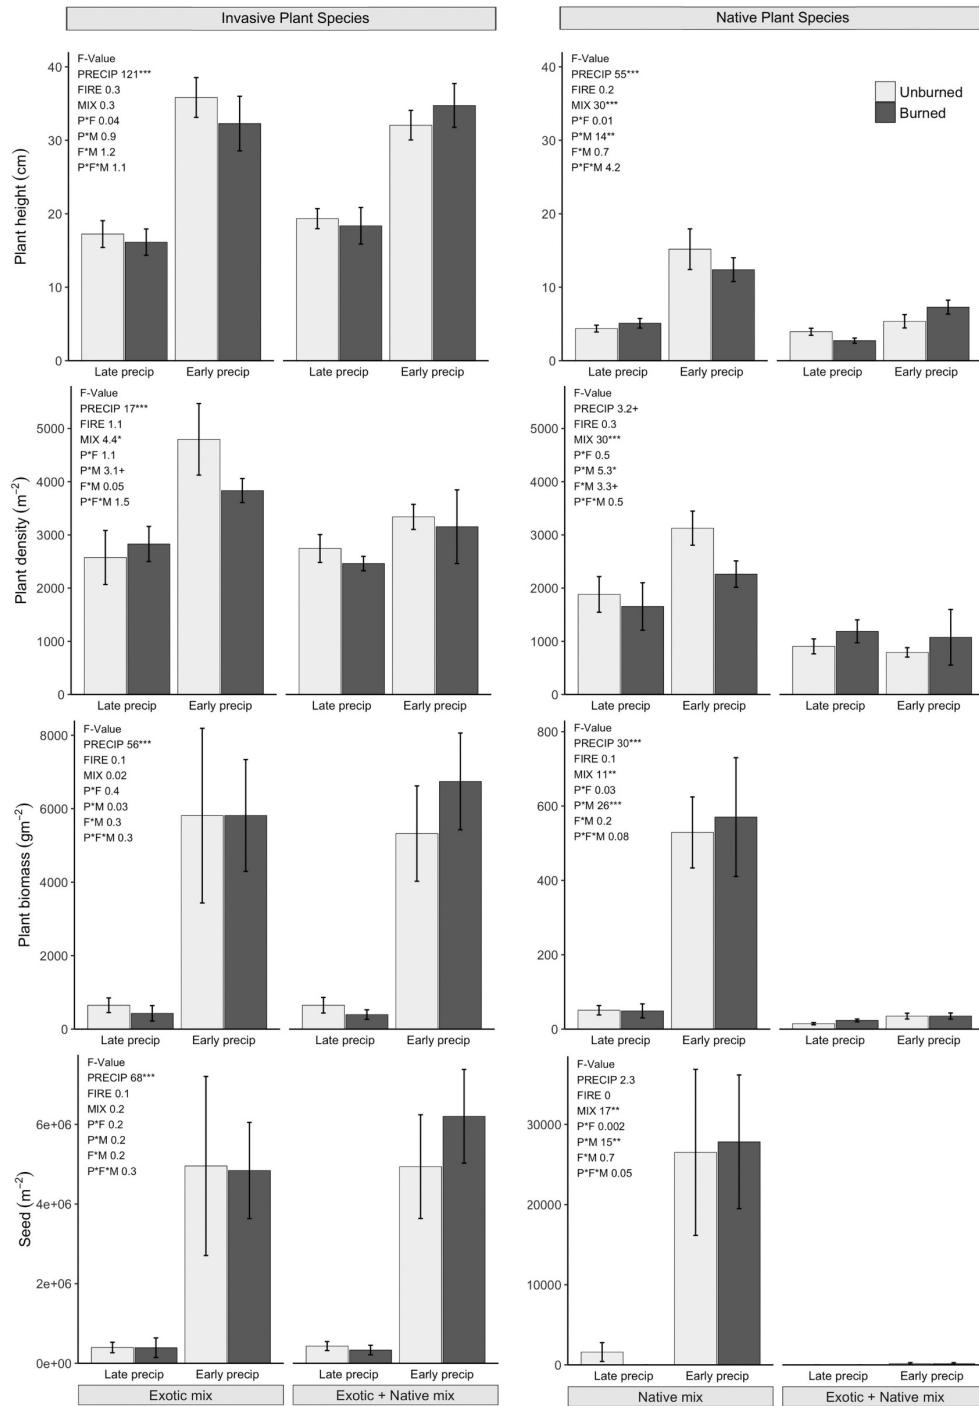 Invasive Plant Species
Native Plant Species
Plant height (cm)
40
30
20
10
0
F-Value
PRECIP 121***
FIRE 0.3
MIX 0.3
P*F 0.04
P*M 0.9
F*M 1.2
P*F*M 1.1
Late precip
Early precip
Late precip
Early precip
40
30
20
10
0
F-Value
PRECIP 55***
FIRE 0.2
MIX 30***
P*F 0.01
P*M 14**
F*M 0.7
P*F*M 4.2
Unburned
Burned
Late precip
Early precip
Late precip
Early precip
Plant density (m⁻²)
5000
4000
3000
2000
1000
0
F-Value
PRECIP 17***
FIRE 1.1
MIX 4.4*
P*F 1.1
P*M 3.1+
F*M 0.05
P*F*M 1.5
Late precip
Early precip
Late precip
Early precip
5000
4000
3000
2000
1000
0
F-Value
PRECIP 3.2+
FIRE 0.3
MIX 30***
P*F 0.5
P*M 5.3*
F*M 3.3+
P*F*M 0.5
Late precip
Early precip
Late precip
Early precip
Plant biomass (gm⁻²)
8000
6000
4000
2000
0
F-Value
PRECIP 56***
FIRE 0.1
MIX 0.02
P*F 0.4
P*M 0.03
F*M 0.3
P*F*M 0.3
Late precip
Early precip
Late precip
Early precip
800
600
400
200
0
F-Value
PRECIP 30***
FIRE 0.1
MIX 11**
P*F 0.03
P*M 26***
F*M 0.2
P*F*M 0.08
Late precip
Early precip
Late precip
Early precip
Seed (m⁻²)
6e+06
4e+06
2e+06
0e+00
F-Value
PRECIP 68***
FIRE 0.1
MIX 0.2
P*F 0.2
P*M 0.2
F*M 0.2
P*F*M 0.3
Late precip
Early precip
Late precip
Early precip
30000
20000
10000
0
F-Value
PRECIP 2.3
FIRE 0
MIX 17**
P*F 0.002
P*M 15**
F*M 0.7
P*F*M 0.05
Late precip
Early precip
Late precip
Early precip
Exotic mix
Exotic + Native mix
Native mix
Exotic + Native mix